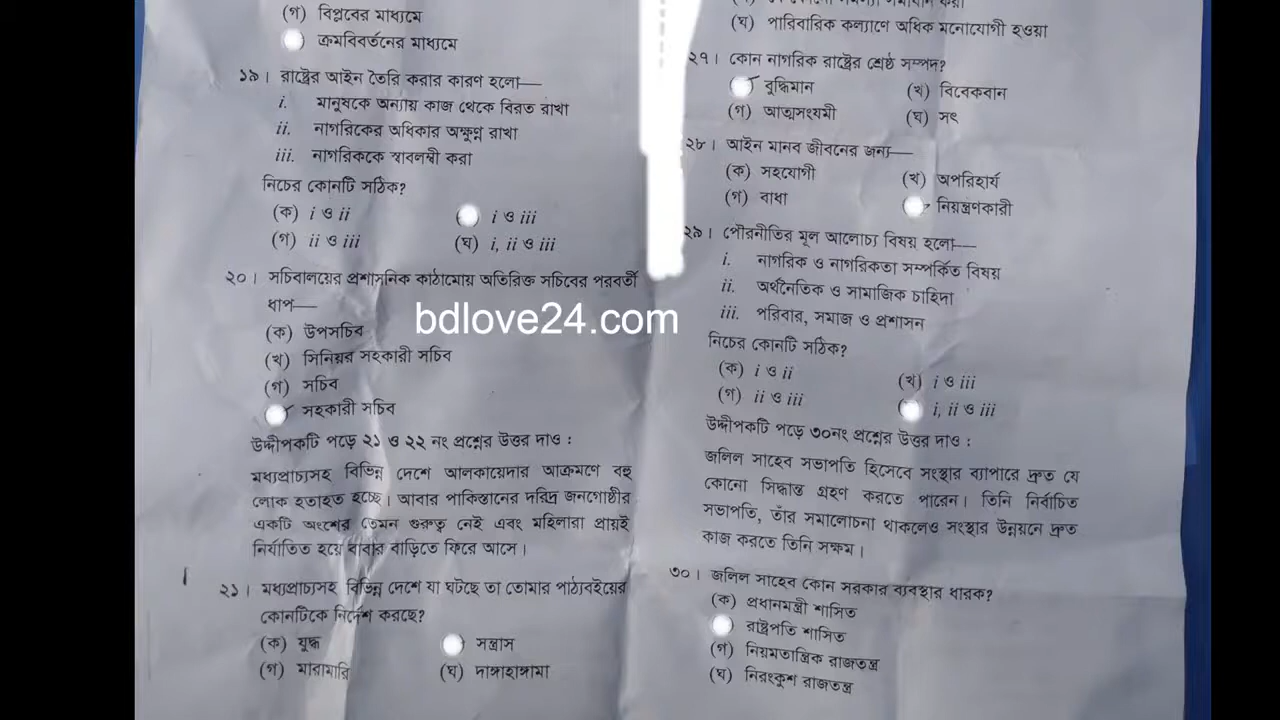 (গ) বিপ্লবের মাধ্যমে
ক্রমবিবর্তনের মাধ্যমে
১৯। রাষ্ট্রের আইন তৈরি করার কারণ হলো—
i. মানুষকে অন্যায় কাজ থেকে বিরত রাখা
ii. নাগরিকের অধিকার অক্ষুণ্ন রাখা
iii. নাগরিককে স্বাবলম্বী করা
নিচের কোনটি সঠিক?
(ক) i ও ii
i ও iii
(গ) ii ও iii
(ঘ) i, ii ও iii
২০। সচিবালয়ের প্রশাসনিক কাঠামোয় অতিরিক্ত সচিবের পরবর্তী
ধাপ—
(ক) উপসচিব
(খ) সিনিয়র সহকারী সচিব
(গ) সচিব
সহকারী সচিব
উদ্দীপকটি পড়ে ২১ ও ২২ নং প্রশ্নের উত্তর দাও :
মধ্যপ্রাচ্যসহ বিভিন্ন দেশে আলকায়েদার আক্রমণে বহু
লোক হতাহত হচ্ছে। আবার পাকিস্তানের দরিদ্র জনগোষ্ঠীর
একটি অংশের তেমন গুরুত্ব নেই এবং মহিলারা প্রায়ই
নির্যাতিত হয়ে বাবার বাড়িতে ফিরে আসে।
২১। মধ্যপ্রাচ্যসহ বিভিন্ন দেশে যা ঘটছে তা তোমার পাঠ্যবইয়ের
কোনটিকে নির্দেশ করছে?
(ক) যুদ্ধ
সন্ত্রাস
(গ) মারামারি
(ঘ) দাঙ্গাহাঙ্গামা
(ঘ) পারিবারিক কল্যাণে অধিক মনোযোগী হওয়া
২৭। কোন নাগরিক রাষ্ট্রের শ্রেষ্ঠ সম্পদ?
বুদ্ধিমান
(খ) বিবেকবান
(গ) আত্মসংযমী
(ঘ) সৎ
২৮। আইন মানব জীবনের জন্য—
(ক) সহযোগী
(খ) অপরিহার্য
(গ) বাধা
নিয়ন্ত্রণকারী
২৯। পৌরনীতির মূল আলোচ্য বিষয় হলো—
i. নাগরিক ও নাগরিকতা সম্পর্কিত বিষয়
ii. অর্থনৈতিক ও সামাজিক চাহিদা
iii. পরিবার, সমাজ ও প্রশাসন
নিচের কোনটি সঠিক?
(ক) i ও ii
(খ) i ও iii
(গ) ii ও iii
i, ii ও iii
উদ্দীপকটি পড়ে ৩০নং প্রশ্নের উত্তর দাও :
জলিল সাহেব সভাপতি হিসেবে সংস্থার ব্যাপারে দ্রুত যে
কোনো সিদ্ধান্ত গ্রহণ করতে পারেন। তিনি নির্বাচিত
সভাপতি, তাঁর সমালোচনা থাকলেও সংস্থার উন্নয়নে দ্রুত
কাজ করতে তিনি সক্ষম।
৩০। জলিল সাহেব কোন সরকার ব্যবস্থার ধারক?
(ক) প্রধানমন্ত্রী শাসিত
রাষ্ট্রপতি শাসিত
(গ) নিয়মতান্ত্রিক রাজতন্ত্র
(ঘ) নিরংকুশ রাজতন্ত্র
bdlove24.com